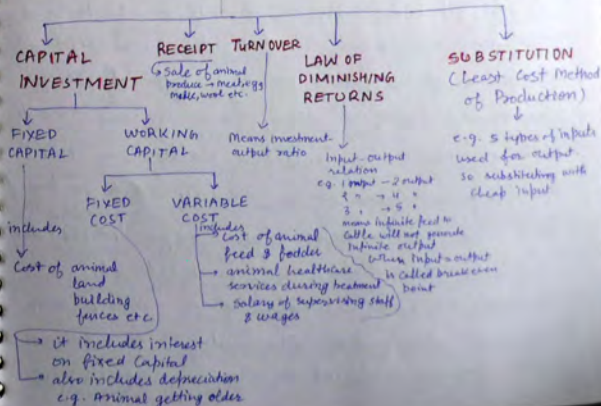 CAPITAL
INVESTMENT
RECEIPT
Sale of animal
produce → meat, egg
milk, wool etc.
TURNOVER
Means investment-
output ratio
LAW OF
DIMINISHING
RETURNS
Input-output
relation
e.g. 1 input - 2 output
2 " → 4 "
3 " → 5 "
means infinite feed to
cattle will not generate
infinite output
When input = output
is called break even
point
SUBSTITUTION
(Least Cost Method
of Production)
e.g. 5 types of inputs
used for output.
so substituting with
cheap input
FIXED
CAPITAL
includes
Cost of animal
land
building
fences etc.
WORKING
CAPITAL
FIXED
COST
it includes interest
on fixed Capital
also includes depreciation
e.g. Animal getting older
VARIABLE
COST
includes
Cost of animal
feed & fodder
animal healthcare
services during treatment
Salary of supervising staff
& wages